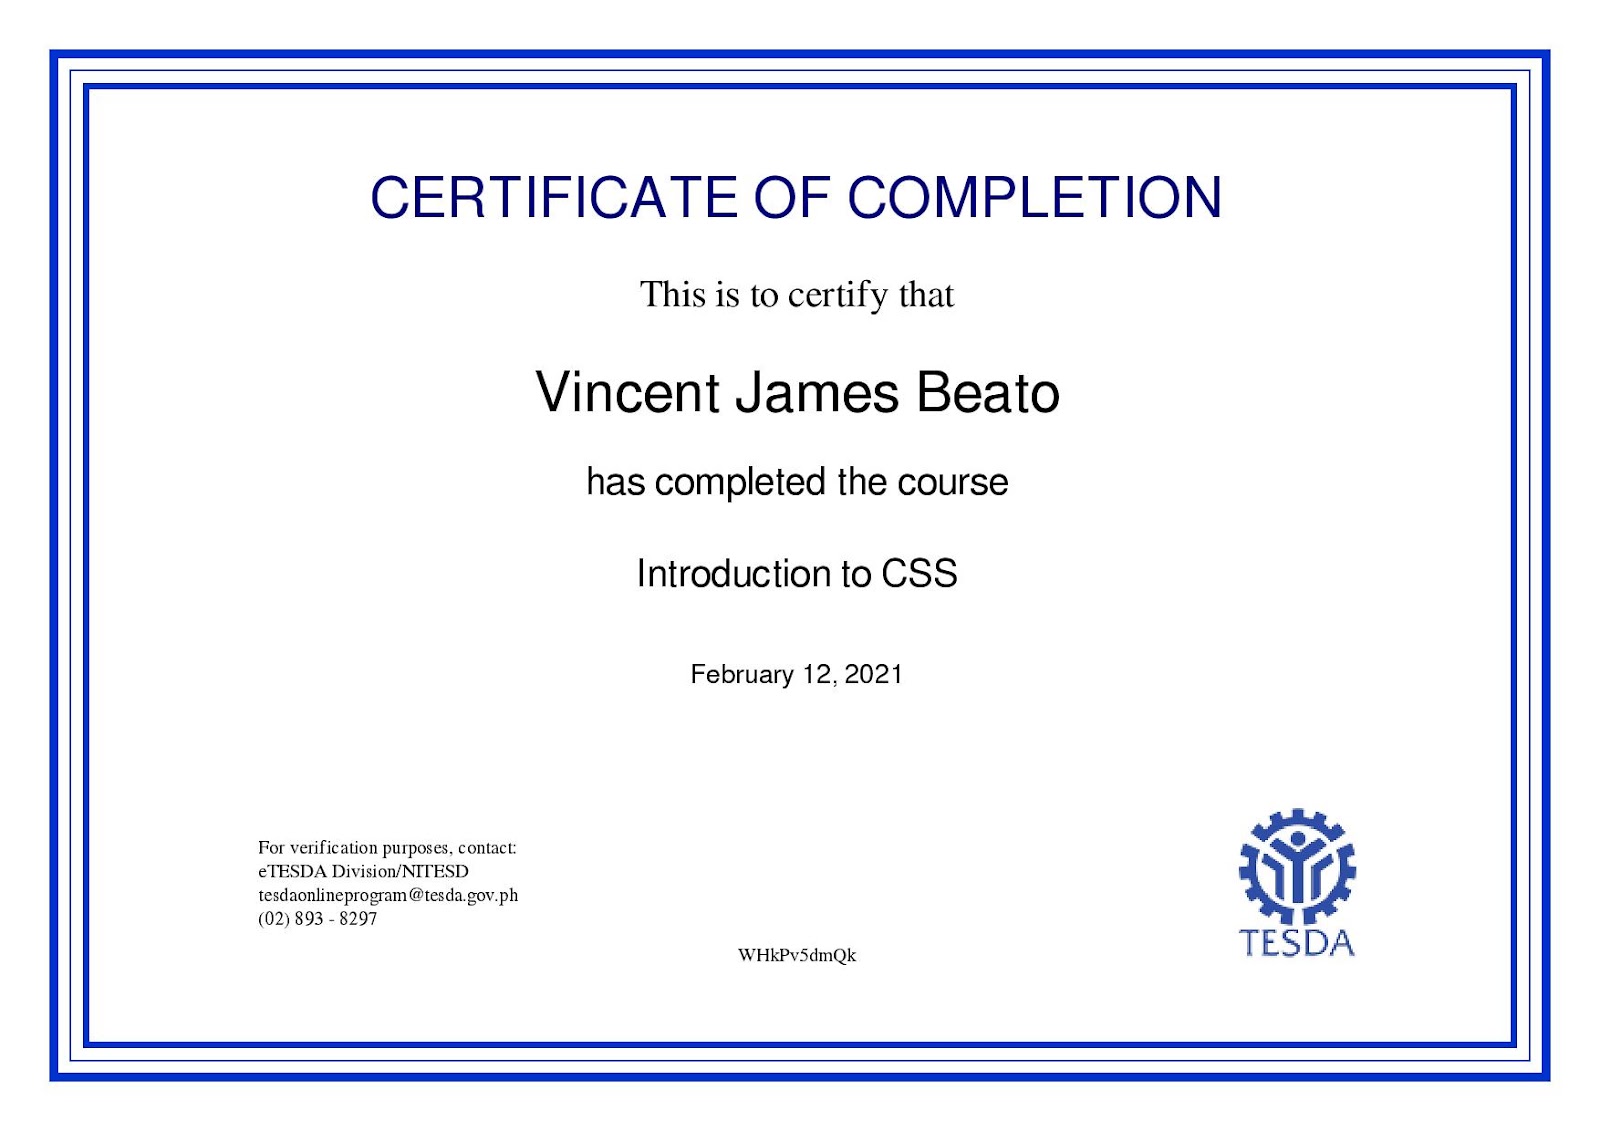 CERTIFICATE OF COMPLETION
This is to certify that
Vincent James Beato
has completed the course
Introduction to CSS
February 12, 2021
For verification purposes, contact:
eTESDA Division/NITESD
tesdaonlineprogram@tesda.gov.ph
(02) 893 - 8297
WHkPv5dmQk
TESDA